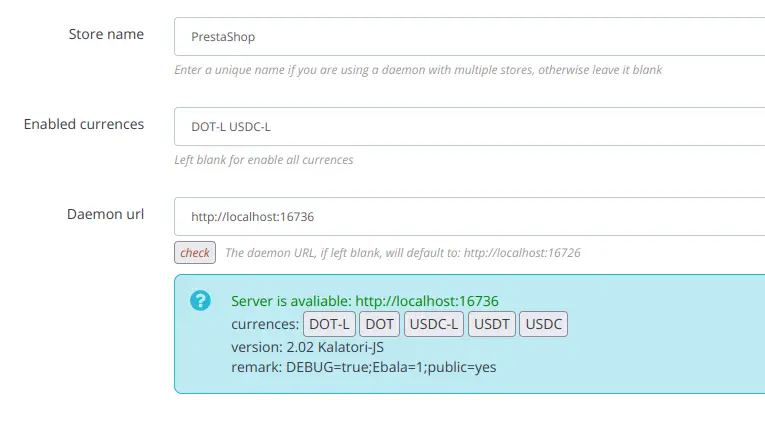 Store name
PrestaShop
Enter a unique name if you are using a daemon with multiple stores, otherwise leave it blank
Enabled currences
DOT-L USDC-L
Left blank for enable all currences
Daemon url
http://localhost:16736
check The daemon URL, if left blank, will default to: http://localhost:16726
? Server is avaliable: http://localhost:16736
currences: DOT-L DOT USDC-L USDT USDC
version: 2.02 Kalatori-JS
remark: DEBUG=true;Ebala=1;public=yes